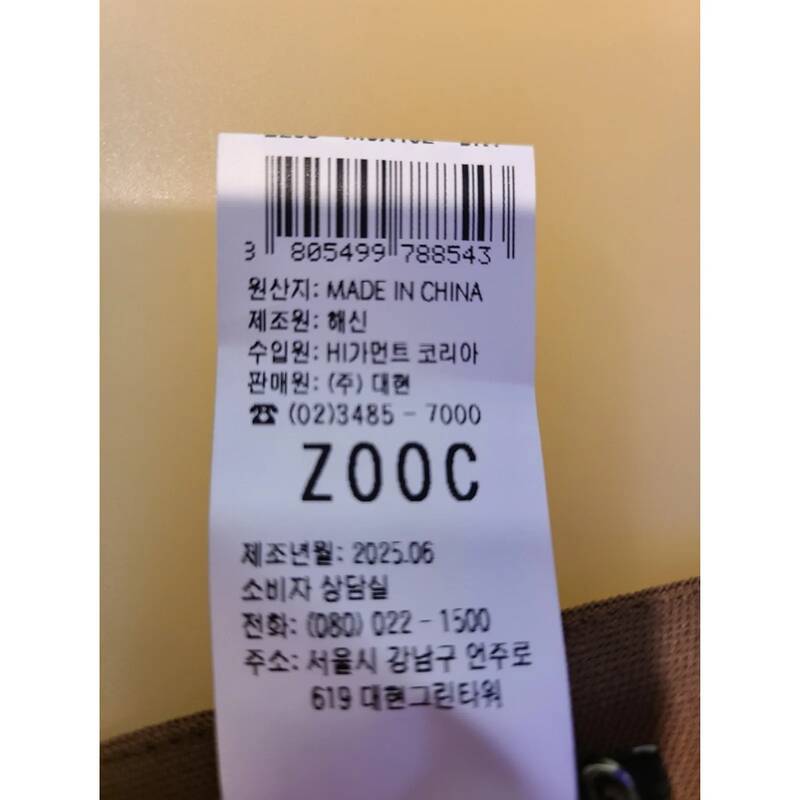 8 805499 788543
원산지: MADE IN CHINA
제조원: 해신
수입원: HI가먼트 코리아
판매원: (주) 대현
☎ (02)3485 - 7000
ZOOC
제조년월: 2025.06
소비자 상담실
전화: (080) 022 - 1500
주소: 서울시 강남구 언주로
619 대현그린타워